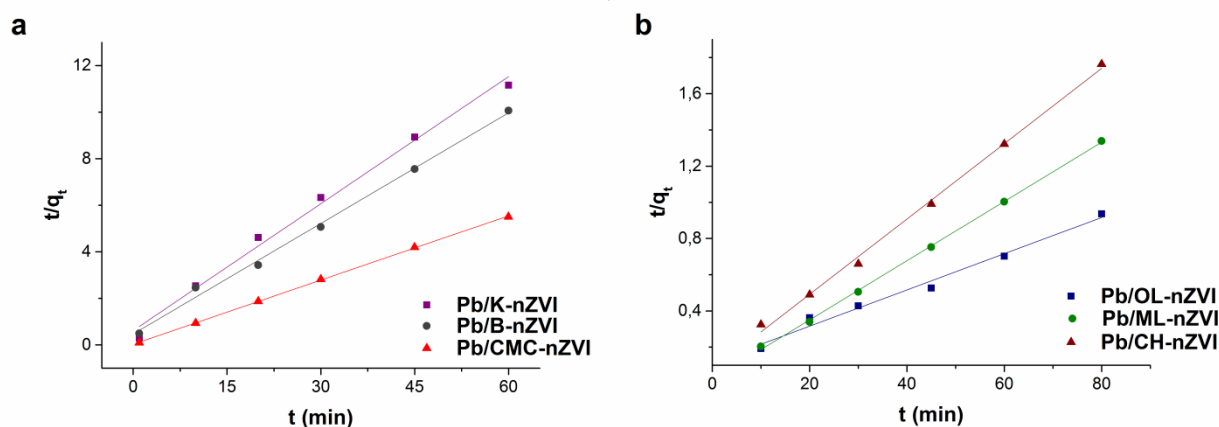 a
t/qt
12
8
4
0
0
15
30
45
60
t (min)
Pb/K-nZVI
Pb/B-nZVI
Pb/CMC-nZVI
b
t/qt
1,6
1,2
0,8
0,4
0
20
40
60
80
t (min)
Pb/OL-nZVI
Pb/ML-nZVI
Pb/CH-nZVI